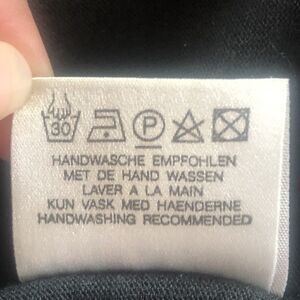 30 P
HANDWASCHE EMPFOHLEN
MET DE HAND WASSEN
LAVER A LA MAIN
KUN VASK MED HAENDERNE
HANDWASHING RECOMMENDED